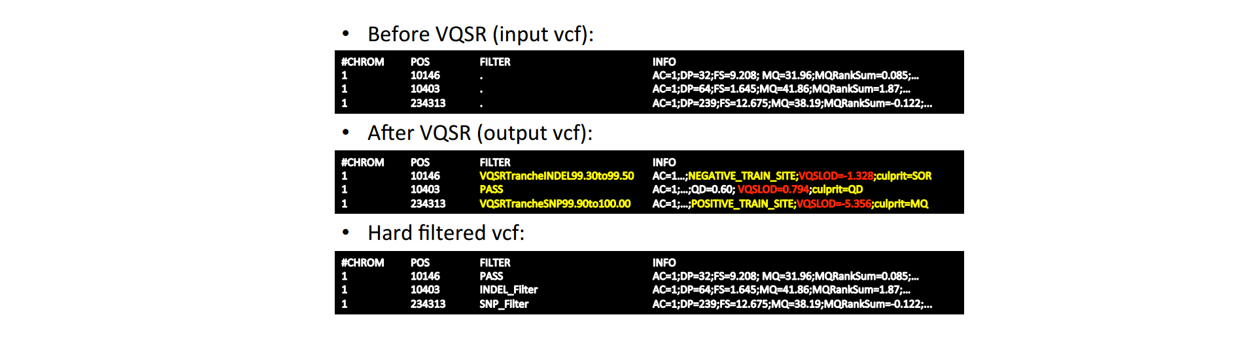 • Before VQSR (input vcf):
#CHROM POS FILTER INFO
1 10146 . AC=1;DP=32;FS=9.208; MQ=31.96;MQRankSum=0.085;...
1 10403 . AC=1;DP=64;FS=1.645;MQ=41.86;MQRankSum=1.87;...
1 234313 . AC=1;DP=239;FS=12.675;MQ=38.19;MQRankSum=-0.122;...
• After VQSR (output vcf):
#CHROM POS FILTER INFO
1 10146 VQSRTrancheINDEL99.30to99.50 AC=1...;NEGATIVE_TRAIN_SITE;VQSLOD=-1.328;culprit=SOR
1 10403 PASS AC=1;...;QD=0.60; VQSLOD=0.794;culprit=QD
1 234313 VQSRTrancheSNP99.90to100.00 AC=1;...;POSITIVE_TRAIN_SITE;VQSLOD=-5.356;culprit=MQ
• Hard filtered vcf:
#CHROM POS FILTER INFO
1 10146 PASS AC=1;DP=32;FS=9.208; MQ=31.96;MQRankSum=0.085;...
1 10403 INDEL_Filter AC=1;DP=64;FS=1.645;MQ=41.86;MQRankSum=1.87;...
1 234313 SNP_Filter AC=1;DP=239;FS=12.675;MQ=38.19;MQRankSum=-0.122;...